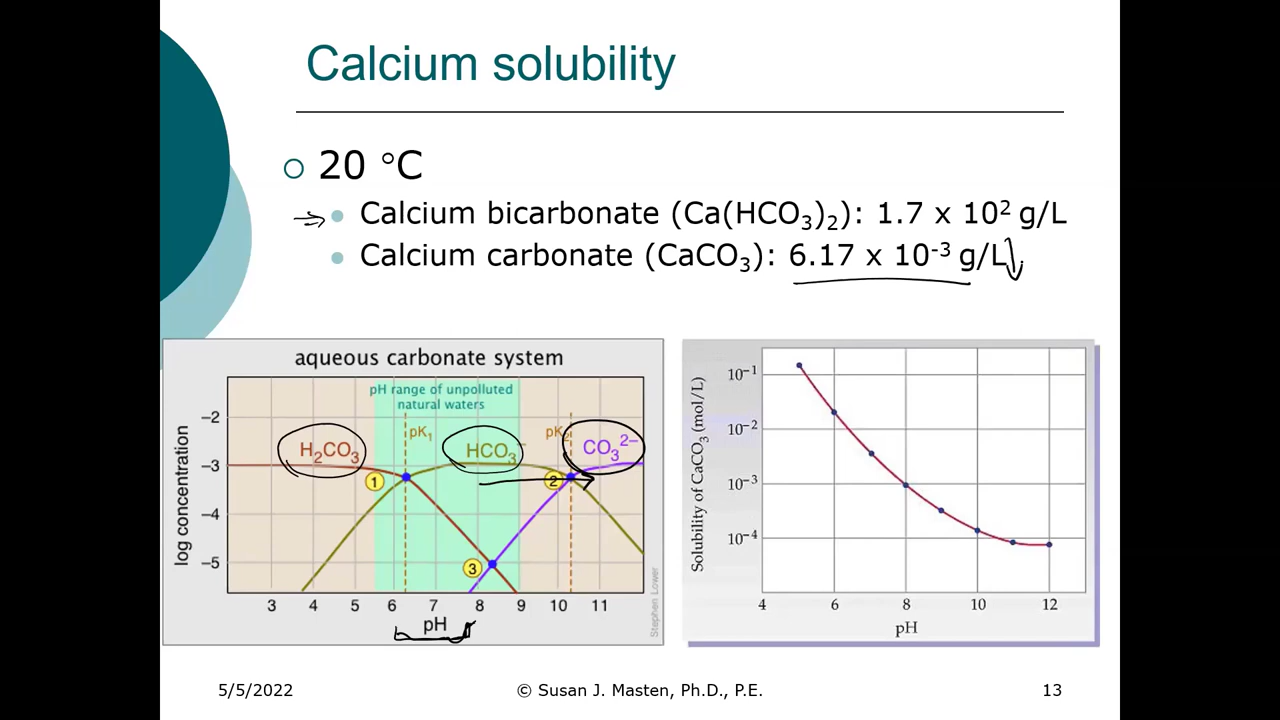 Calcium solubility
20 °C
Calcium bicarbonate (Ca(HCO₃)₂): 1.7 x 10² g/L
Calcium carbonate (CaCO₃): 6.17 x 10⁻³ g/L
aqueous carbonate system
pH range of unpolluted
natural waters
pK₁
pK₂
H₂CO₃
HCO₃⁻
CO₃²⁻
log concentration
–2
–3
–4
–5
1
2
3
3 4 5 6 7 8 9 10 11
pH
Stephen Lower
Solubility of CaCO₃ (mol/L)
10⁻¹
10⁻²
10⁻³
10⁻⁴
4 6 8 10 12
pH
5/5/2022
© Susan J. Masten, Ph.D., P.E.
13